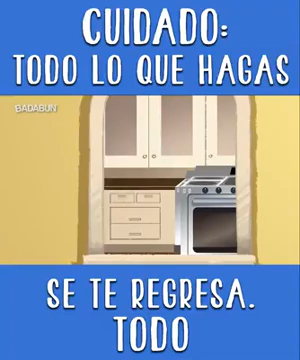 CUIDADO:
TODO LO QUE HAGAS
BADABUN
SE TE REGRESA.
TODO